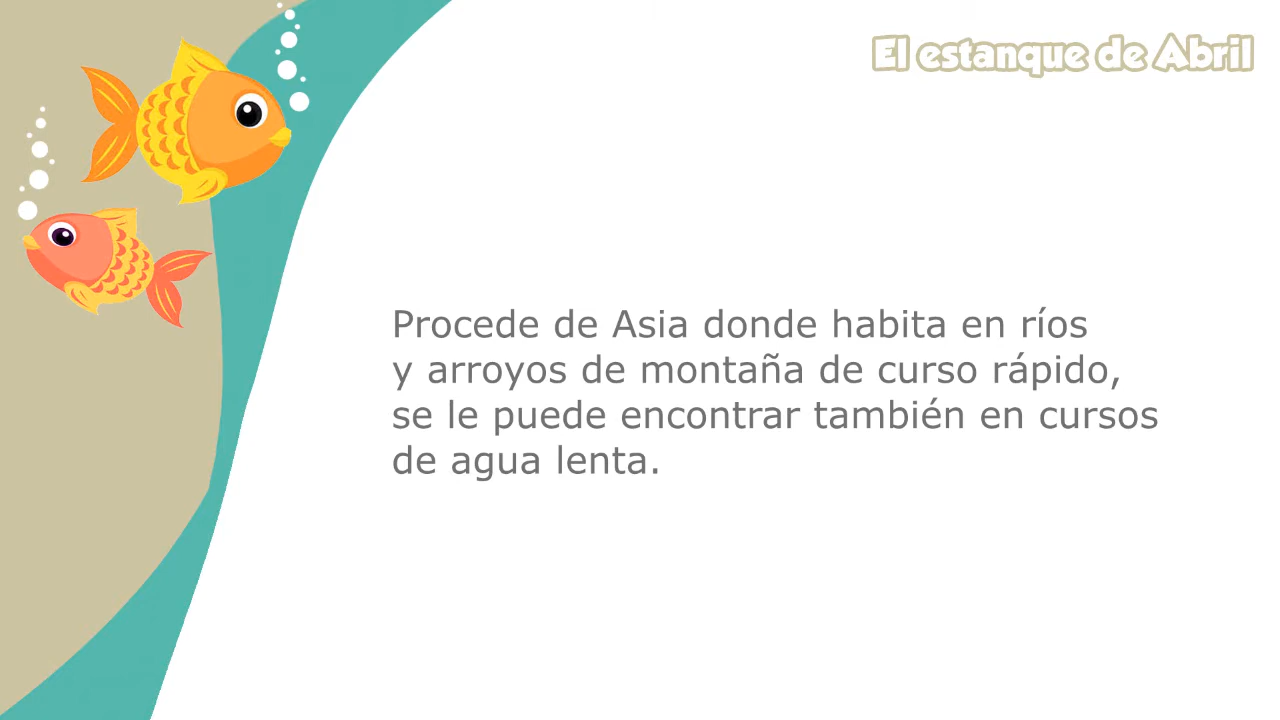 El estanque de Abril
Procede de Asia donde habita en ríos
y arroyos de montaña de curso rápido,
se le puede encontrar también en cursos
de agua lenta.